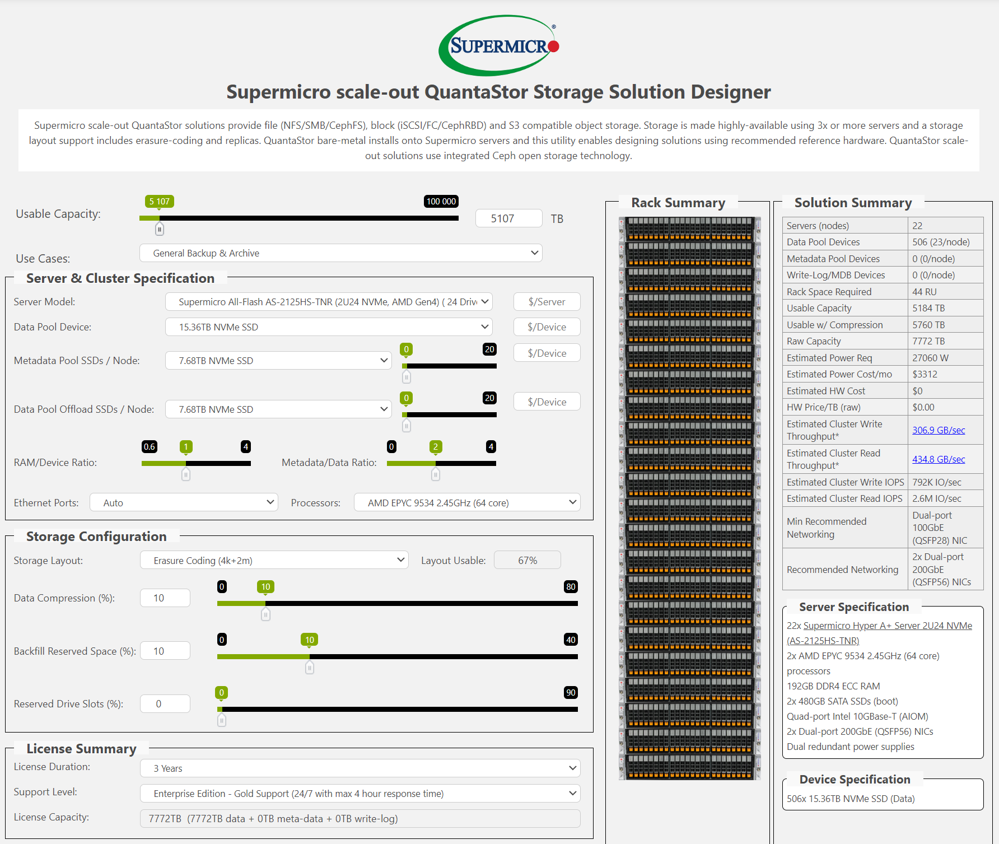 SUPERMICR ®
Supermicro scale-out QuantaStor Storage Solution Designer
Supermicro scale-out QuantaStor solutions provide file (NFS/SMB/CephFS), block (iSCSI/FC/CephRBD) and S3 compatible object storage. Storage is made highly-available using 3x or more servers and a storage
layout support includes erasure-coding and replicas. QuantaStor bare-metal installs onto Supermicro servers and this utility enables designing solutions using recommended reference hardware. QuantaStor scale-
out solutions use integrated Ceph open storage technology.
Usable Capacity:
5 107
100 000
5107
TB
Use Cases:
General Backup & Archive
Server & Cluster Specification
Server Model:
Supermicro All-Flash AS-2125HS-TNR (2U24 NVMe, AMD Gen4) ( 24 Driv
$/Server
Data Pool Device:
15.36TB NVMe SSD
$/Device
Metadata Pool SSDs / Node:
7.68TB NVMe SSD
0
20
$/Device
Data Pool Offload SSDs / Node:
7.68TB NVMe SSD
0
20
$/Device
RAM/Device Ratio:
0.6
1
4
Metadata/Data Ratio:
0
2
4
Ethernet Ports:
Auto
Processors:
AMD EPYC 9534 2.45GHz (64 core)
Storage Configuration
Storage Layout:
Erasure Coding (4k+2m)
Layout Usable:
67%
Data Compression (%):
10
0
10
80
Backfill Reserved Space (%):
10
0
10
40
Reserved Drive Slots (%):
0
0
90
License Summary
License Duration:
3 Years
Support Level:
Enterprise Edition - Gold Support (24/7 with max 4 hour response time)
License Capacity:
7772TB (7772TB data + 0TB meta-data + 0TB write-log)
Rack Summary
Solution Summary
Servers (nodes) 22
Data Pool Devices 506 (23/node)
Metadata Pool Devices 0 (0/node)
Write-Log/MDB Devices 0 (0/node)
Rack Space Required 44 RU
Usable Capacity 5184 TB
Usable w/ Compression 5760 TB
Raw Capacity 7772 TB
Estimated Power Req 27060 W
Estimated Power Cost/mo $3312
Estimated HW Cost $0
HW Price/TB (raw) $0.00
Estimated Cluster Write
Throughput*
306.9 GB/sec
Estimated Cluster Read
Throughput*
434.8 GB/sec
Estimated Cluster Write IOPS 792K IO/sec
Estimated Cluster Read IOPS 2.6M IO/sec
Min Recommended
Networking
Dual-port
100GbE
(QSFP28) NIC
Recommended Networking
2x Dual-port
200GbE
(QSFP56) NICs
Server Specification
22x Supermicro Hyper A+ Server 2U24 NVMe
(AS-2125HS-TNR)
2x AMD EPYC 9534 2.45GHz (64 core)
processors
192GB DDR4 ECC RAM
2x 480GB SATA SSDs (boot)
Quad-port Intel 10GBase-T (AIOM)
2x Dual-port 200GbE (QSFP56) NICs
Dual redundant power supplies
Device Specification
506x 15.36TB NVMe SSD (Data)